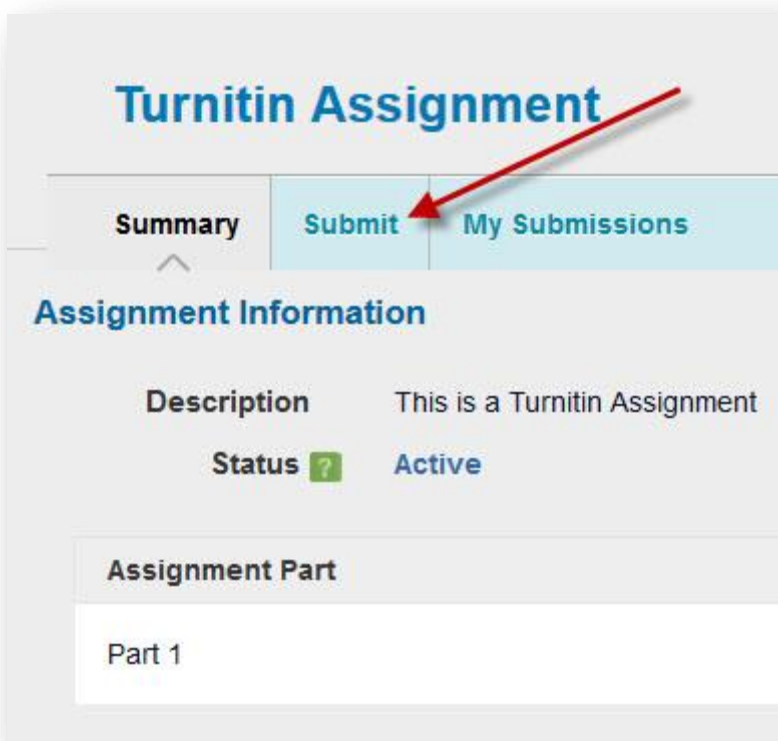 Turnitin Assignment
Summary Submit My Submissions
Assignment Information
Description This is a Turnitin Assignment
Status ? Active
Assignment Part
Part 1